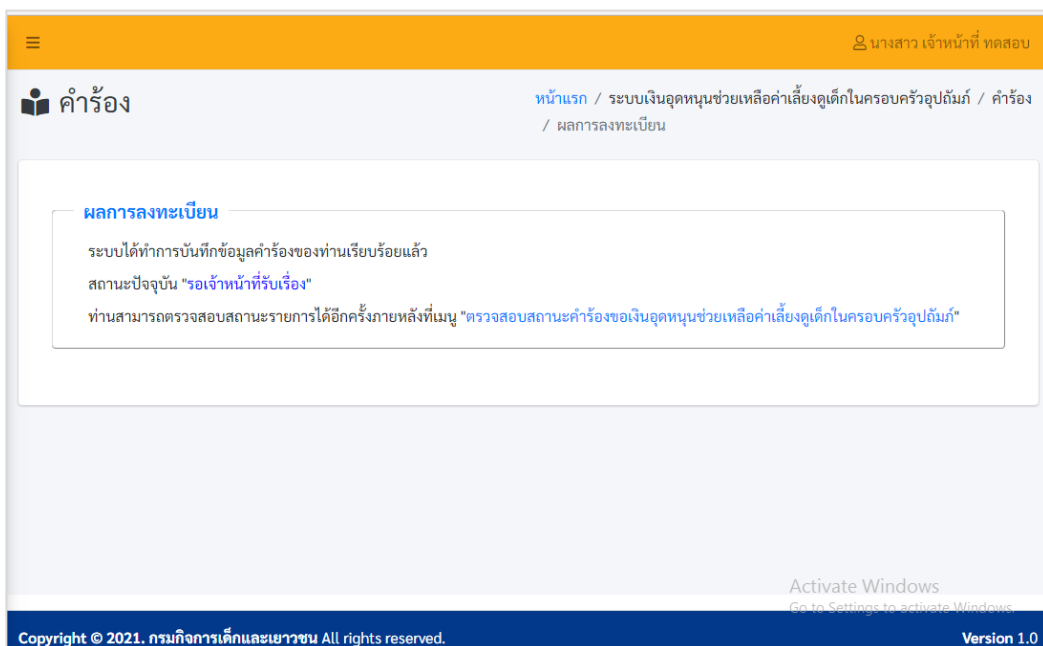 นางสาว เจ้าหน้าที่ ทดสอบ
คำร้อง
หน้าแรก / ระบบเงินอุดหนุนช่วยเหลือค่าเลี้ยงดูเด็กในครอบครัวอุปถัมภ์ / คำร้อง
/ ผลการลงทะเบียน
ผลการลงทะเบียน
ระบบได้ทำการบันทึกข้อมูลคำร้องของท่านเรียบร้อยแล้ว
สถานะปัจจุบัน "รอเจ้าหน้าที่รับเรื่อง"
ท่านสามารถตรวจสอบสถานะรายการได้อีกครั้งภายหลังที่เมนู "ตรวจสอบสถานะคำร้องขอเงินอุดหนุนช่วยเหลือค่าเลี้ยงดูเด็กในครอบครัวอุปถัมภ์"
Activate Windows
Go to Settings to activate Windows.
Copyright © 2021. กรมกิจการเด็กและเยาวชน All rights reserved.
Version 1.0